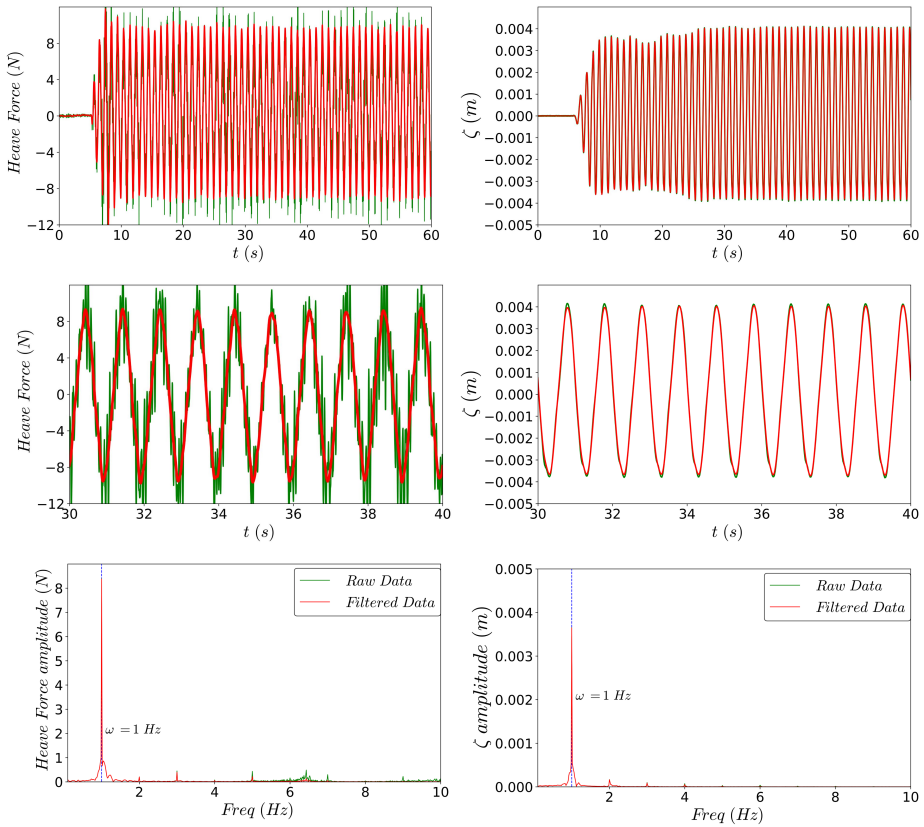 Heave Force (N)
12
8
4
0
−4
−8
−12
0 10 20 30 40 50 60
t (s)
ζ (m)
0.004
0.003
0.002
0.001
0.000
−0.001
−0.002
−0.003
−0.004
−0.005
0 10 20 30 40 50 60
t (s)
Heave Force (N)
8
4
0
−4
−8
−12
30 32 34 36 38 40
t (s)
ζ (m)
0.004
0.003
0.002
0.001
0.000
−0.001
−0.002
−0.003
−0.004
−0.005
30 32 34 36 38 40
t (s)
Heave Force amplitude (N)
8
7
6
5
4
3
2
1
0
Raw Data
Filtered Data
ω = 1 Hz
2 4 6 8 10
Freq (Hz)
ζ amplitude (m)
0.005
0.004
0.003
0.002
0.001
0.000
Raw Data
Filtered Data
ω = 1 Hz
2 4 6 8 10
Freq (Hz)